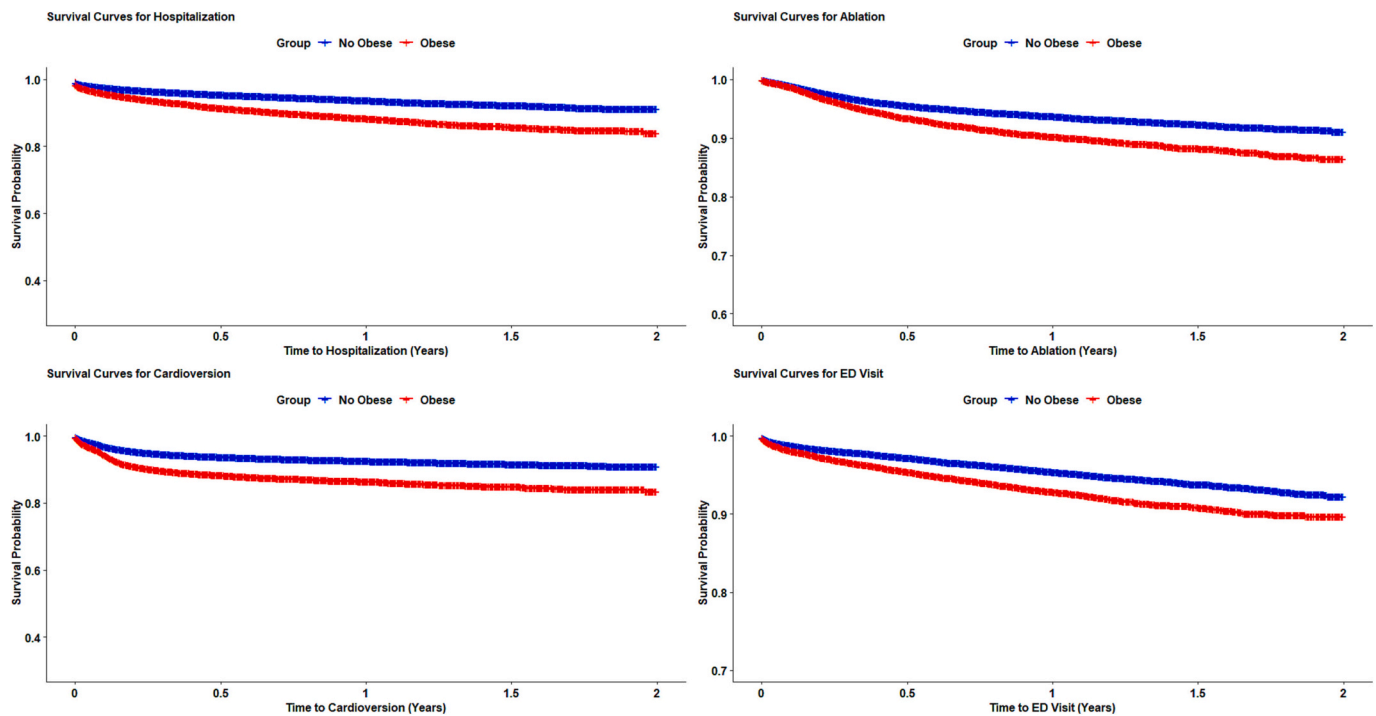 Survival Curves for Hospitalization
Group No Obese Obese
Survival Probability
1.0
0.8
0.6
0.4
0 0.5 1 1.5 2
Time to Hospitalization (Years)
Survival Curves for Ablation
Group No Obese Obese
Survival Probability
1.0
0.9
0.8
0.7
0.6
0 0.5 1 1.5 2
Time to Ablation (Years)
Survival Curves for Cardioversion
Group No Obese Obese
Survival Probability
1.0
0.8
0.6
0.4
0 0.5 1 1.5 2
Time to Cardioversion (Years)
Survival Curves for ED Visit
Group No Obese Obese
Survival Probability
1.0
0.9
0.8
0.7
0 0.5 1 1.5 2
Time to ED Visit (Years)